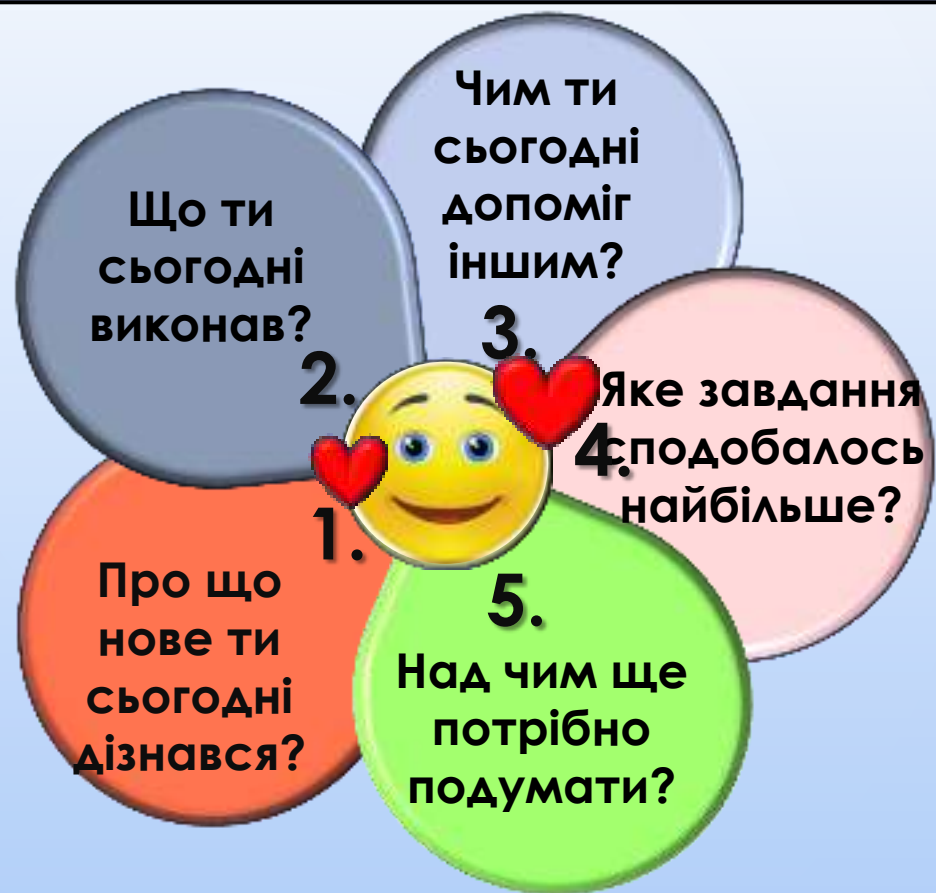 1.
Про що
нове ти
сьогодні
дізнався?
2.
Що ти
сьогодні
виконав?
3.
Чим ти
сьогодні
допоміг
іншим?
4.
Яке завдання
сподобалось
найбільше?
5.
Над чим ще
потрібно
подумати?